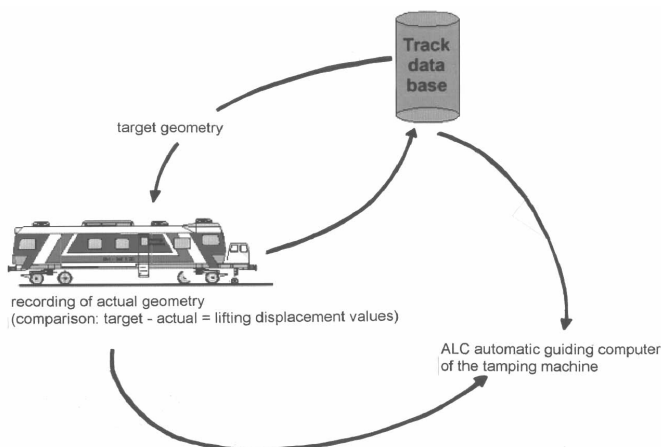 Track
data
base
target geometry
recording of actual geometry
(comparison: target - actual = lifting displacement values)
ALC automatic guiding computer
of the tamping machine